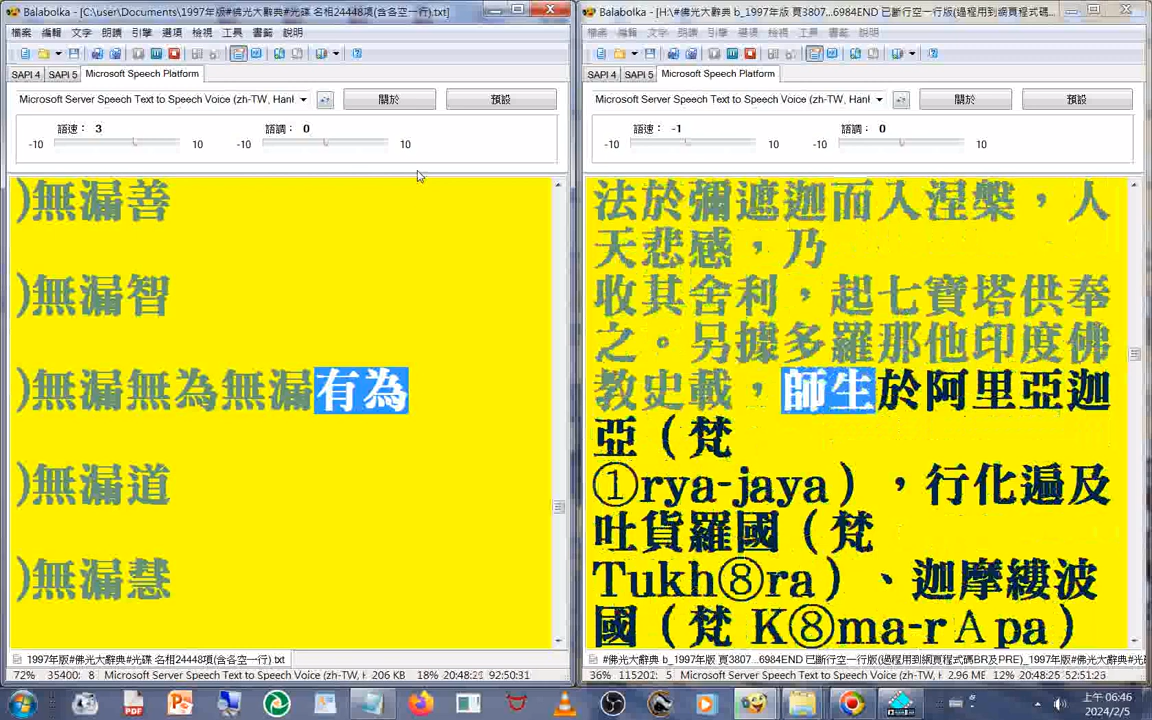 Balabolka - [C:\user\Documents\1997年版#佛光大辭典#光碟 名相24448項(含各空一行).txt]
檔案 編輯 文字 朗讀 引擎 選項 檢視 工具 書籤 說明
SAPI 4 SAPI 5 Microsoft Speech Platform
Microsoft Server Speech Text to Speech Voice (zh-TW, Hanl
關於 預設
語速： 3 語調： 0
-10 10 -10 10
)無漏善
)無漏智
)無漏無為無漏有為
)無漏道
)無漏慧
1997年版#佛光大辭典#光碟 名相24448項(含各空一行).txt
72% 35400: 8 Microsoft Server Speech Text to Speech Voice (zh-TW, H 206 KB 18% 20:48:29 92:50:31
Balabolka - [H:\#佛光大辭典 b_1997年版 頁3807...6984END 已斷行空一行版(過程用到網頁程式碼...
檔案 編輯 文字 朗讀 引擎 選項 檢視 工具 書籤 說明
SAPI 4 SAPI 5 Microsoft Speech Platform
Microsoft Server Speech Text to Speech Voice (zh-TW, Hanl
關於 預設
語速： -1 語調： 0
-10 10 -10 10
法於彌遮迦而入涅槃，人
天悲感，乃
收其舍利，起七寶塔供奉
之。另據多羅那他印度佛
教史載，師生於阿里亞迦
亞（梵
①rya-jaya），行化遍及
吐貨羅國（梵
Tukh⑧ra）、迦摩縷波
國（梵 K⑧ma-rＡpa）
#佛光大辭典 b_1997年版 頁3807...6984END 已斷行空一行版(過程用到網頁程式碼BR及PRE)_1997年版#光
36% 115202: 5 Microsoft Server Speech Text to Speech Voice (zh-TW, H 2.96 ME 12% 20:48:25 52:51:26
上午 06:46
2024/2/5